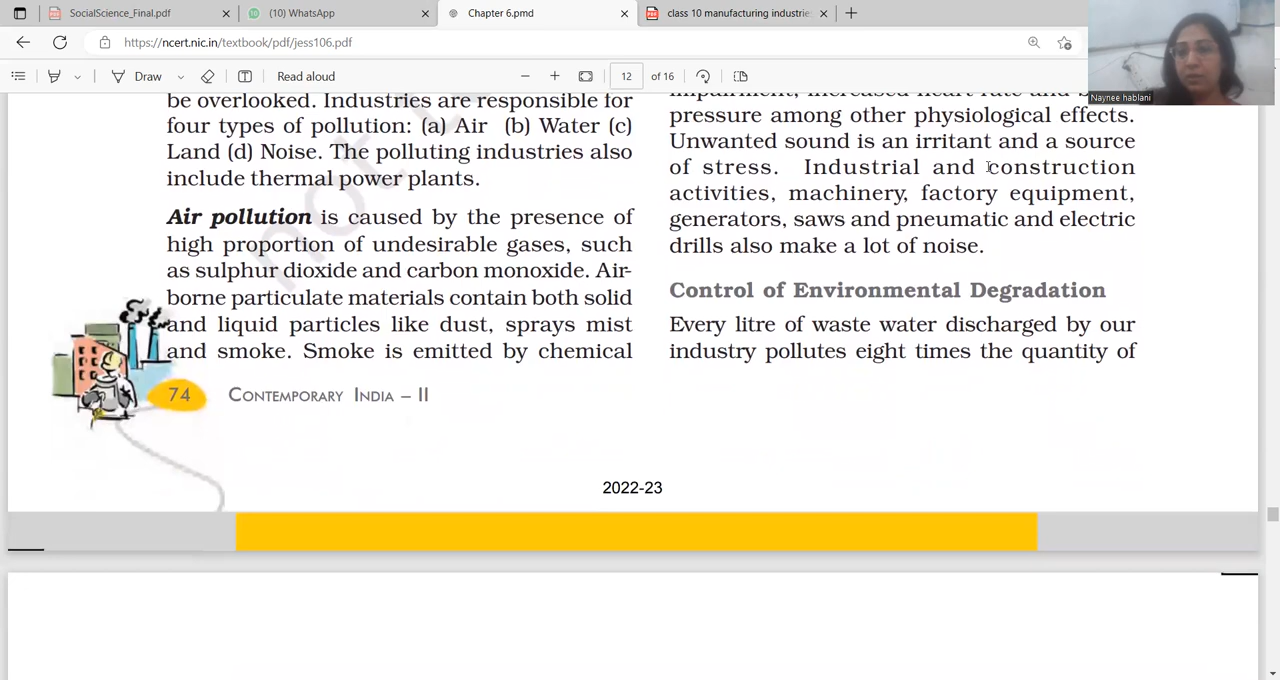 SocialScience_Final.pdf
(10) WhatsApp
Chapter 6.pmd
class 10 manufacturing industrie
https://ncert.nic.in/textbook/pdf/jess106.pdf
Draw
Read aloud
12 of 16
Naynee hablani
be overlooked. Industries are responsible for
four types of pollution: (a) Air (b) Water (c)
Land (d) Noise. The polluting industries also
include thermal power plants.
Air pollution is caused by the presence of
high proportion of undesirable gases, such
as sulphur dioxide and carbon monoxide. Air-
borne particulate materials contain both solid
and liquid particles like dust, sprays mist
and smoke. Smoke is emitted by chemical
impairment, increased heart rate and
pressure among other physiological effects.
Unwanted sound is an irritant and a source
of stress. Industrial and construction
activities, machinery, factory equipment,
generators, saws and pneumatic and electric
drills also make a lot of noise.
Control of Environmental Degradation
Every litre of waste water discharged by our
industry pollutes eight times the quantity of
74 CONTEMPORARY INDIA – II
2022-23
not